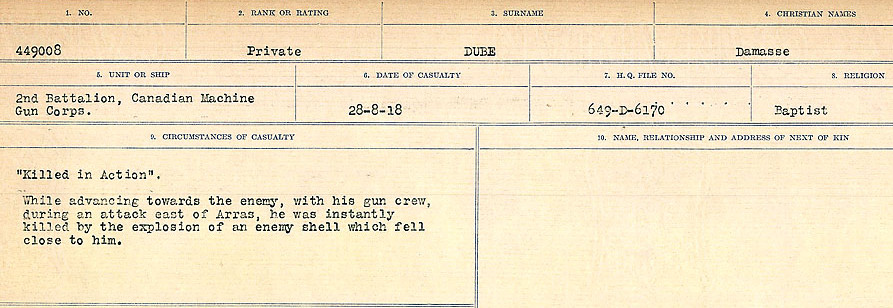 1. NO.
2. RANK OR RATING
3. SURNAME
4. CHRISTIAN NAMES
449008
Private
DUBE
Damasse
5. UNIT OR SHIP
6. DATE OF CASUALTY
7. H.Q. FILE NO.
8. RELIGION
2nd Battalion, Canadian Machine
Gun Corps.
28-8-18
649-D-6170
Baptist
9. CIRCUMSTANCES OF CASUALTY
10. NAME, RELATIONSHIP AND ADDRESS OF NEXT OF KIN
"Killed in Action".
While advancing towards the enemy, with his gun crew,
during an attack east of Arras, he was instantly
killed by the explosion of an enemy shell which fell
close to him.